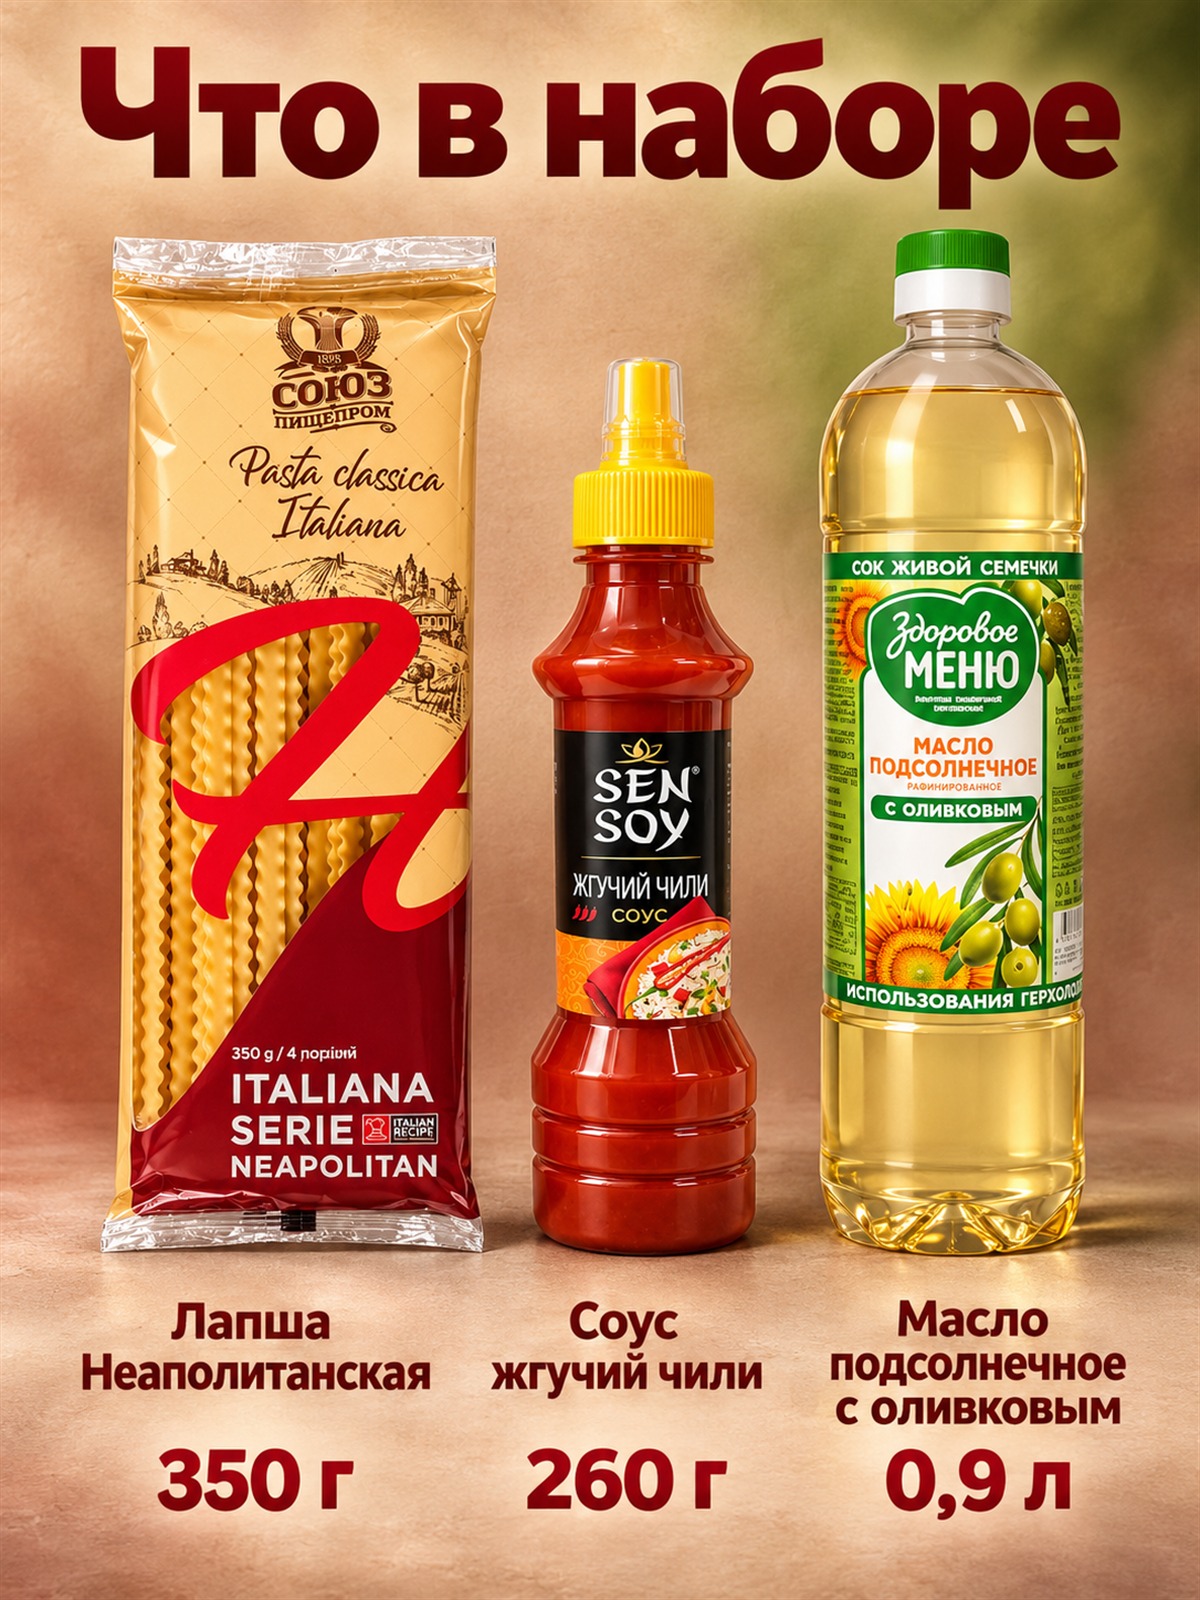 Что в наборе
1898
СОЮЗ
ПИЩЕПРОМ
Pasta classica
Italiana
350 g / 4 порций
ITALIANA
SERIE
ITALIAN
RECIPE
NEAPOLITAN
SEN
SOY
ЖГУЧИЙ ЧИЛИ
СОУС
СОК ЖИВОЙ СЕМЕЧКИ
Здоровое
МЕНЮ
МАСЛО
ПОДСОЛНЕЧНОЕ
РАФИНИРОВАННОЕ
С ОЛИВКОВЫМ
ИСПОЛЬЗОВАНИЯ
Лапша
Неаполитанская
350 г
Соус
жгучий чили
260 г
Масло
подсолнечное
с оливковым
0,9 л